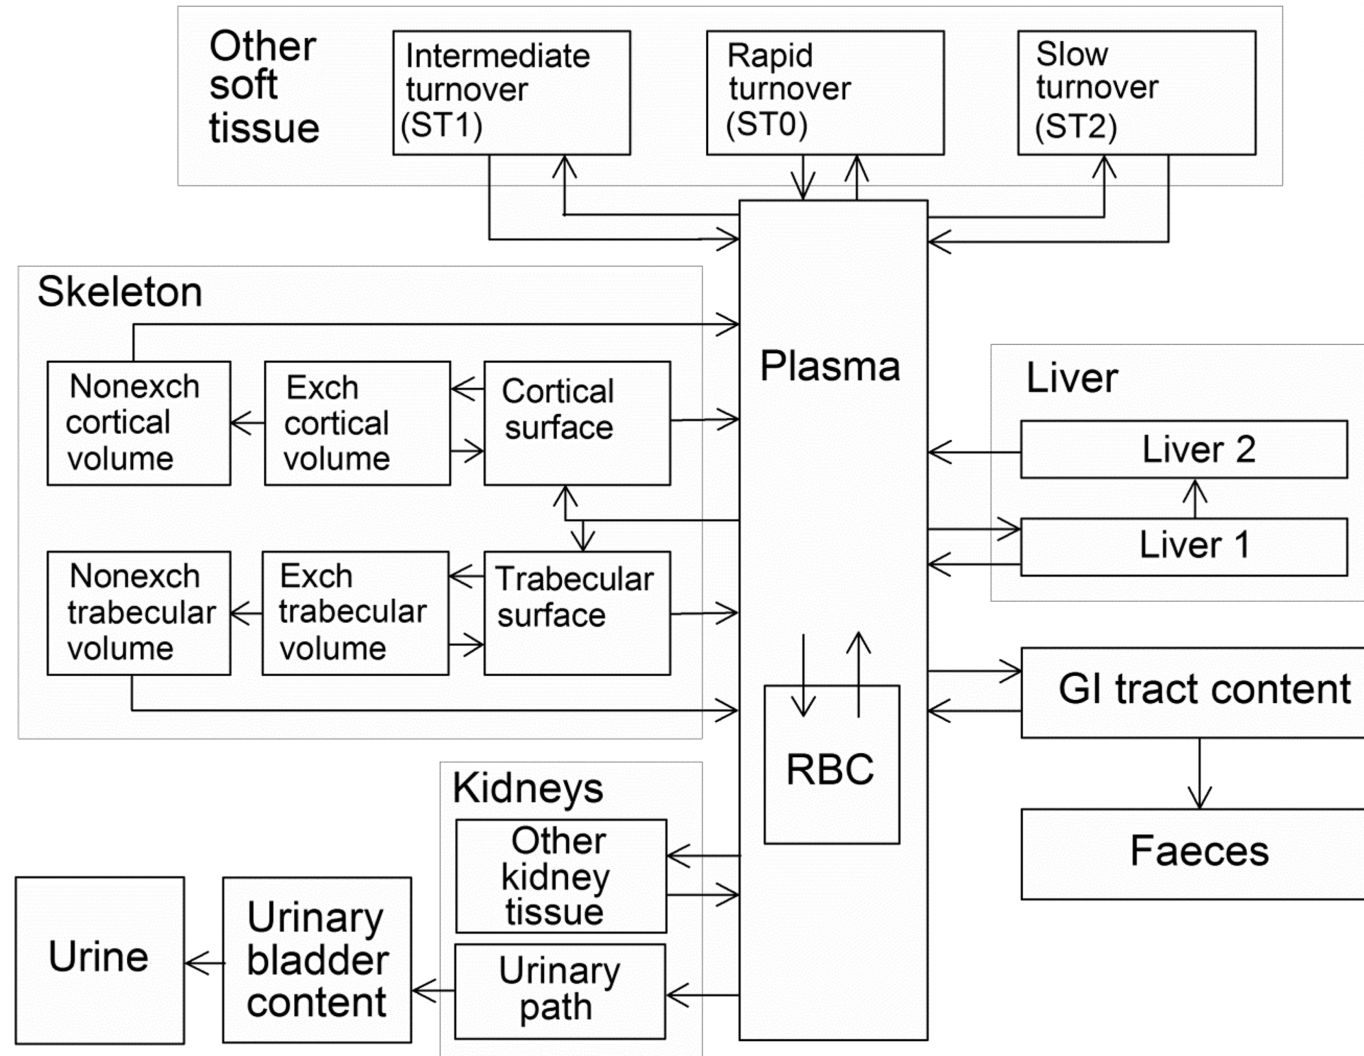 Other
soft
tissue
Intermediate
turnover
(ST1)
Rapid
turnover
(ST0)
Slow
turnover
(ST2)
Skeleton
Nonexch
cortical
volume
Exch
cortical
volume
Cortical
surface
Nonexch
trabecular
volume
Exch
trabecular
volume
Trabecular
surface
Plasma
RBC
Liver
Liver 2
Liver 1
GI tract content
Faeces
Kidneys
Other
kidney
tissue
Urinary
path
Urinary
bladder
content
Urine